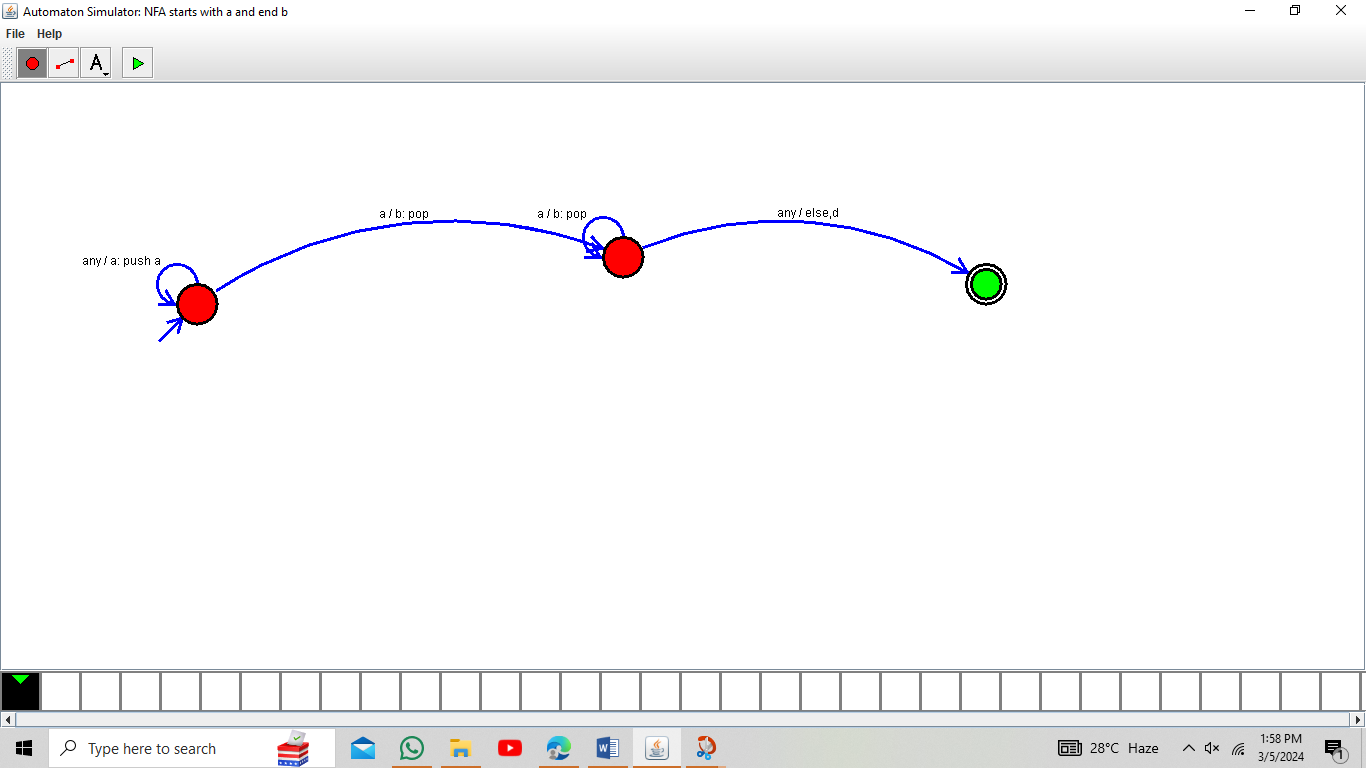 Automaton Simulator: NFA starts with a and end b
File Help
A
a / b: pop
a / b: pop
any / else,d
any / a: push a
Type here to search
W
28°C Haze
1:58 PM
3/5/2024
1